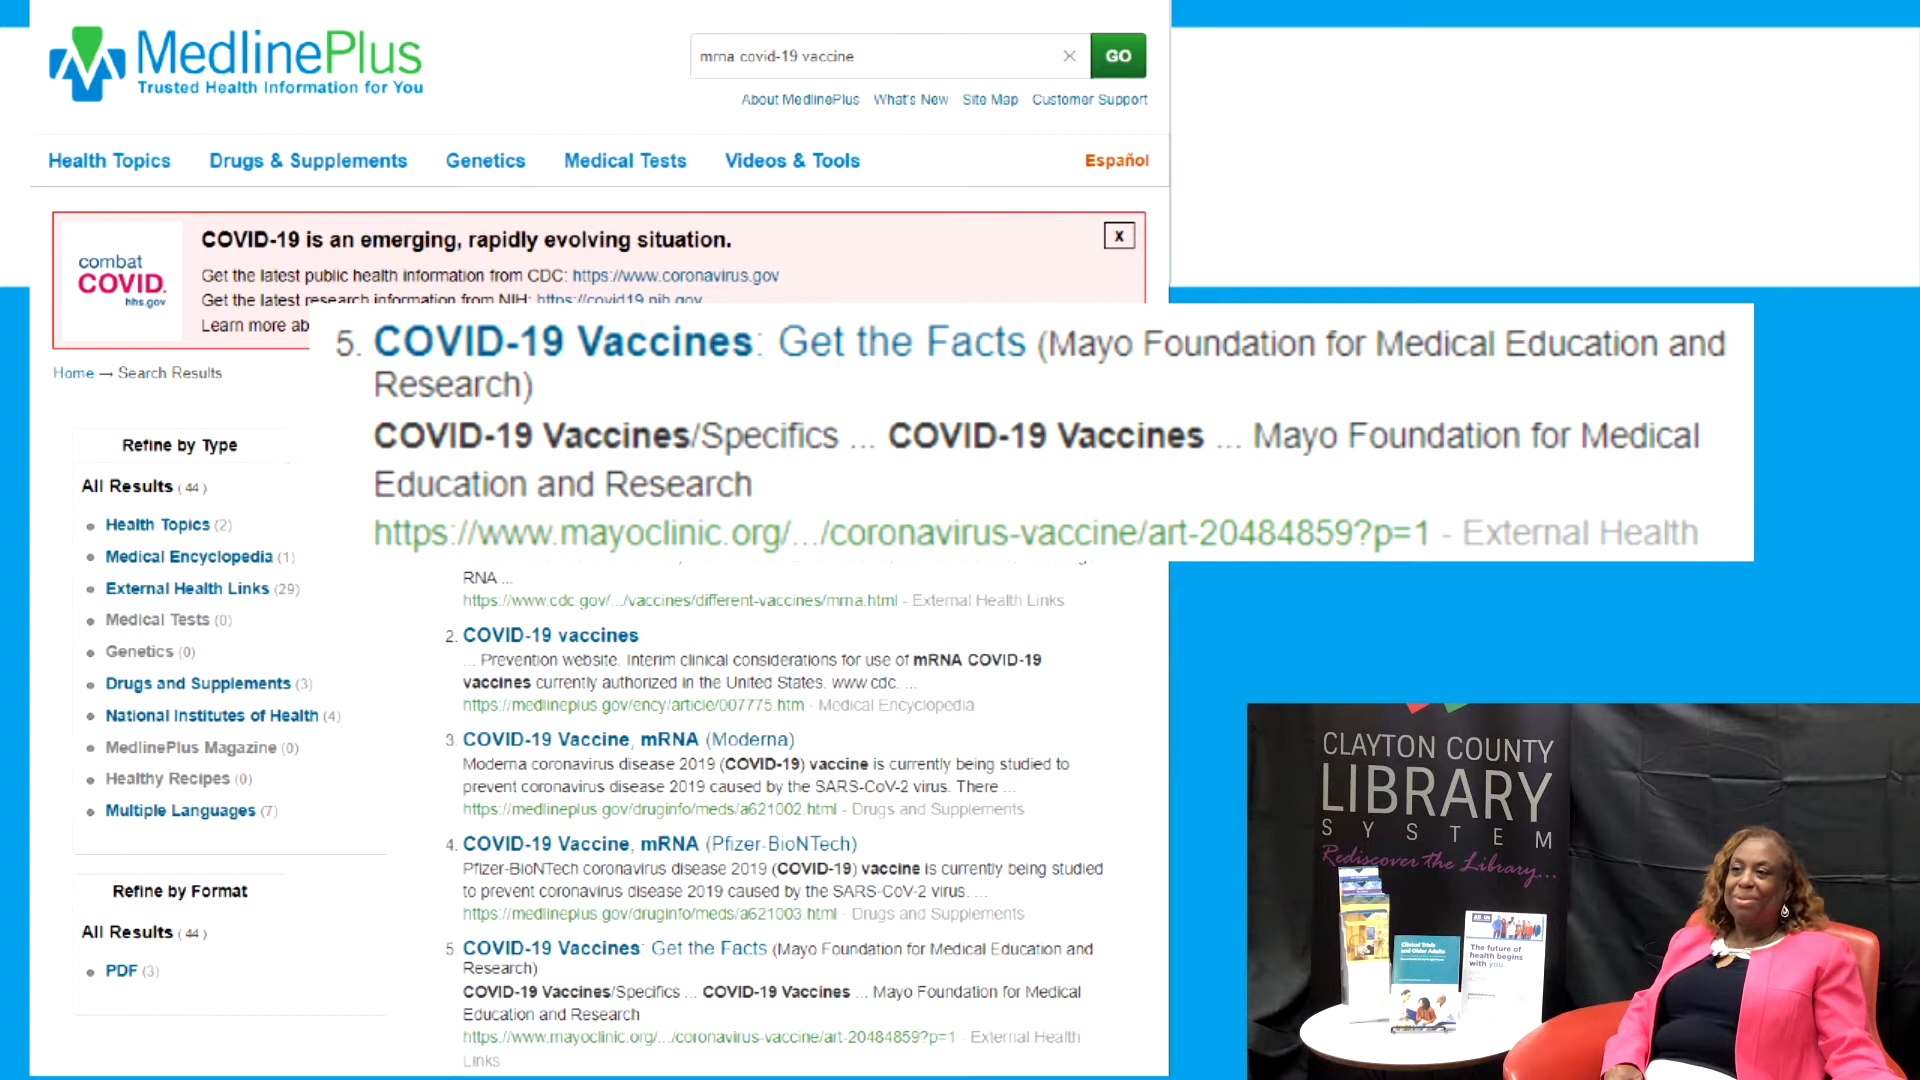 MedlinePlus
Trusted Health Information for You
mrna covid-19 vaccine
GO
About MedlinePlus What's New Site Map Customer Support
Health Topics Drugs & Supplements Genetics Medical Tests Videos & Tools Español
combat
COVID.
hhs.gov
COVID-19 is an emerging, rapidly evolving situation.
X
Get the latest public health information from CDC: https://www.coronavirus.gov
Get the latest research information from NIH: https://covid19.nih.gov
Learn more ab
Home → Search Results
5. COVID-19 Vaccines: Get the Facts (Mayo Foundation for Medical Education and
Research)
COVID-19 Vaccines/Specifics ... COVID-19 Vaccines ... Mayo Foundation for Medical
Education and Research
https://www.mayoclinic.org/.../coronavirus-vaccine/art-20484859?p=1 - External Health
Refine by Type
All Results ( 44 )
Health Topics (2)
Medical Encyclopedia (1)
External Health Links (29)
Medical Tests (0)
Genetics (0)
Drugs and Supplements (3)
National Institutes of Health (4)
MedlinePlus Magazine (0)
Healthy Recipes (0)
Multiple Languages (7)
Refine by Format
All Results ( 44 )
PDF (3)
RNA ...
https://www.cdc.gov/.../vaccines/different-vaccines/mrna.html - External Health Links
2. COVID-19 vaccines
... Prevention website. Interim clinical considerations for use of mRNA COVID-19
vaccines currently authorized in the United States. www.cdc. ...
https://medlineplus.gov/ency/article/007775.htm - Medical Encyclopedia
3. COVID-19 Vaccine, mRNA (Moderna)
Moderna coronavirus disease 2019 (COVID-19) vaccine is currently being studied to
prevent coronavirus disease 2019 caused by the SARS-CoV-2 virus. There ...
https://medlineplus.gov/druginfo/meds/a621002.html - Drugs and Supplements
4. COVID-19 Vaccine, mRNA (Pfizer-BioNTech)
Pfizer-BioNTech coronavirus disease 2019 (COVID-19) vaccine is currently being studied
to prevent coronavirus disease 2019 caused by the SARS-CoV-2 virus. ...
https://medlineplus.gov/druginfo/meds/a621003.html - Drugs and Supplements
5. COVID-19 Vaccines: Get the Facts (Mayo Foundation for Medical Education and
Research)
COVID-19 Vaccines/Specifics ... COVID-19 Vaccines ... Mayo Foundation for Medical
Education and Research
https://www.mayoclinic.org/.../coronavirus-vaccine/art-20484859?p=1 - External Health
Links
CLAYTON COUNTY
LIBRARY
SYSTEM
Rediscover the Library...
Clinical Trials
and Older Adults
The future of
health begins
with you